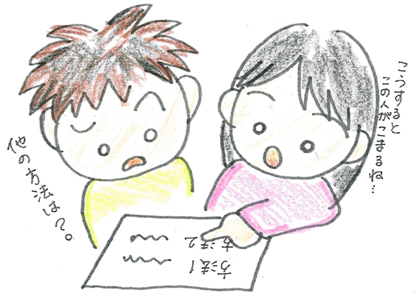 こうすると
この人がこまるね…
他の方法は?。
方法1
方法2